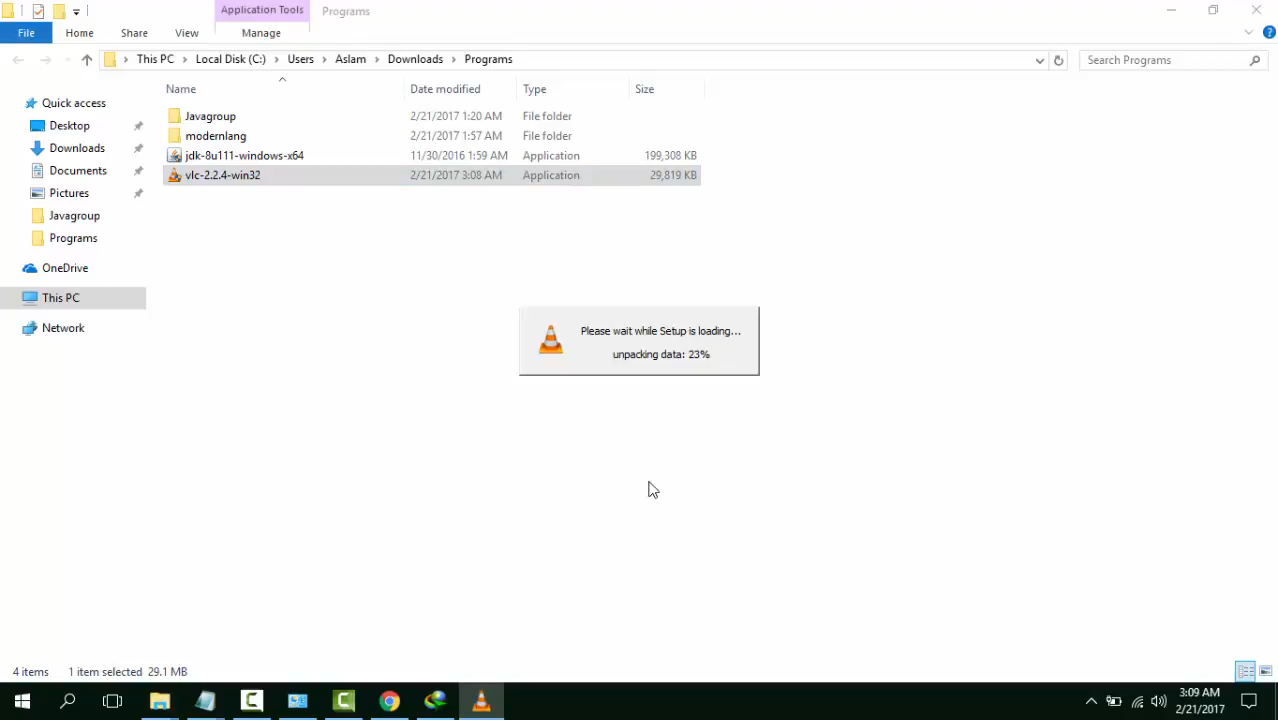 Application Tools Programs
File Home Share View Manage
This PC Local Disk (C:) Users Aslam Downloads Programs Search Programs
Name Date modified Type Size
Quick access
Desktop
Downloads
Documents
Pictures
Javagroup
Programs
OneDrive
This PC
Network
Javagroup 2/21/2017 1:20 AM File folder
modernlang 2/21/2017 1:57 AM File folder
jdk-8u111-windows-x64 11/30/2016 1:59 AM Application 199,308 KB
vlc-2.2.4-win32 2/21/2017 3:08 AM Application 29,819 KB
Please wait while Setup is loading...
unpacking data: 23%
4 items 1 item selected 29.1 MB
3:09 AM
2/21/2017